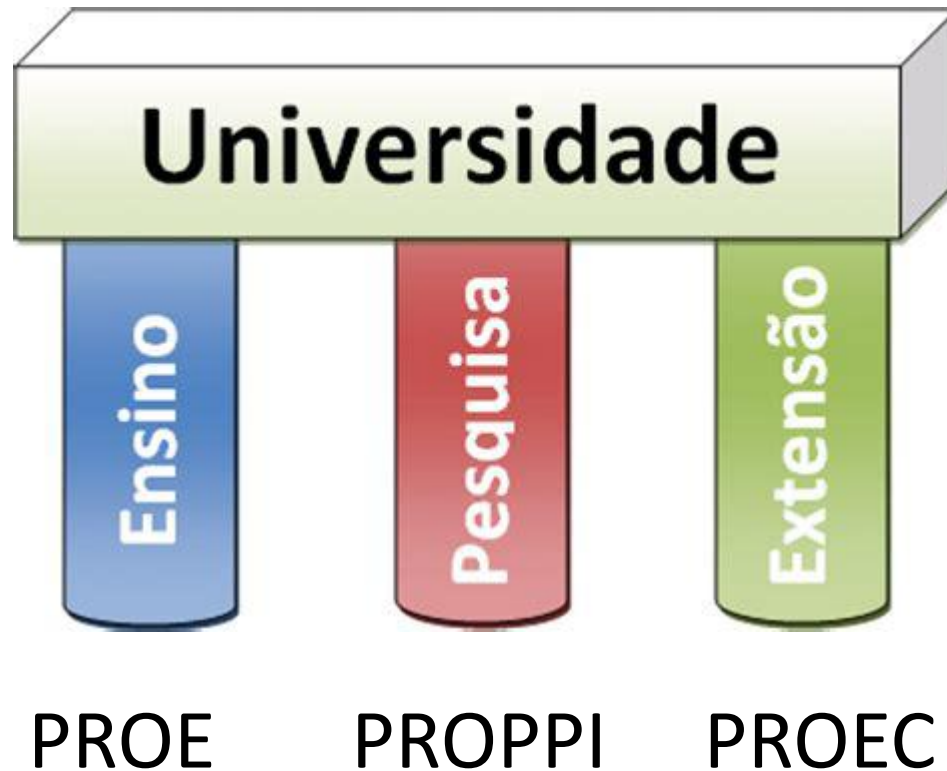 Universidade
Ensino
Pesquisa
Extensão
PROE PROPPI PROEC